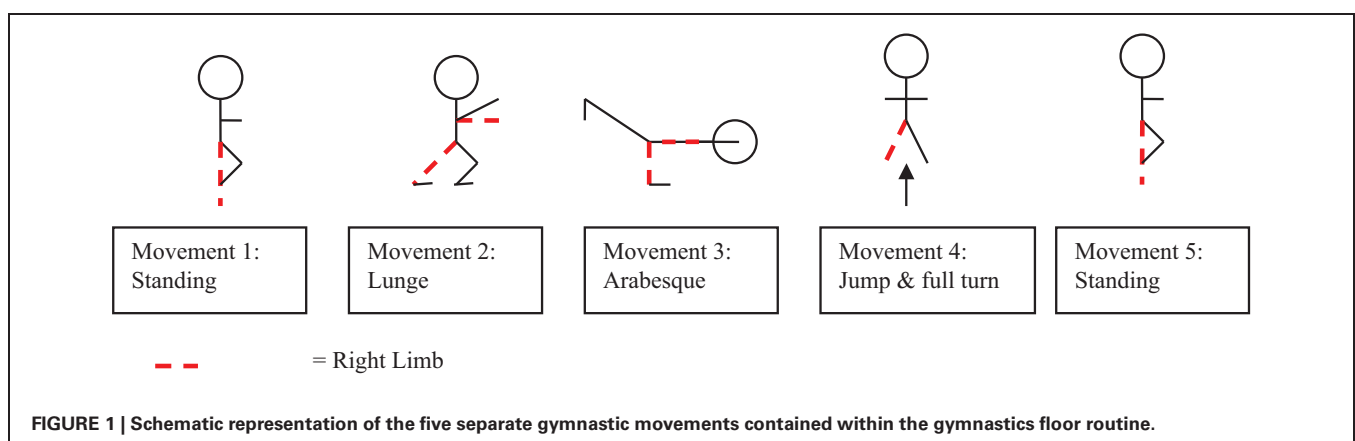 Movement 1:
Standing
Movement 2:
Lunge
Movement 3:
Arabesque
Movement 4:
Jump & full turn
Movement 5:
Standing
= Right Limb
FIGURE 1 | Schematic representation of the five separate gymnastic movements contained within the gymnastics floor routine.